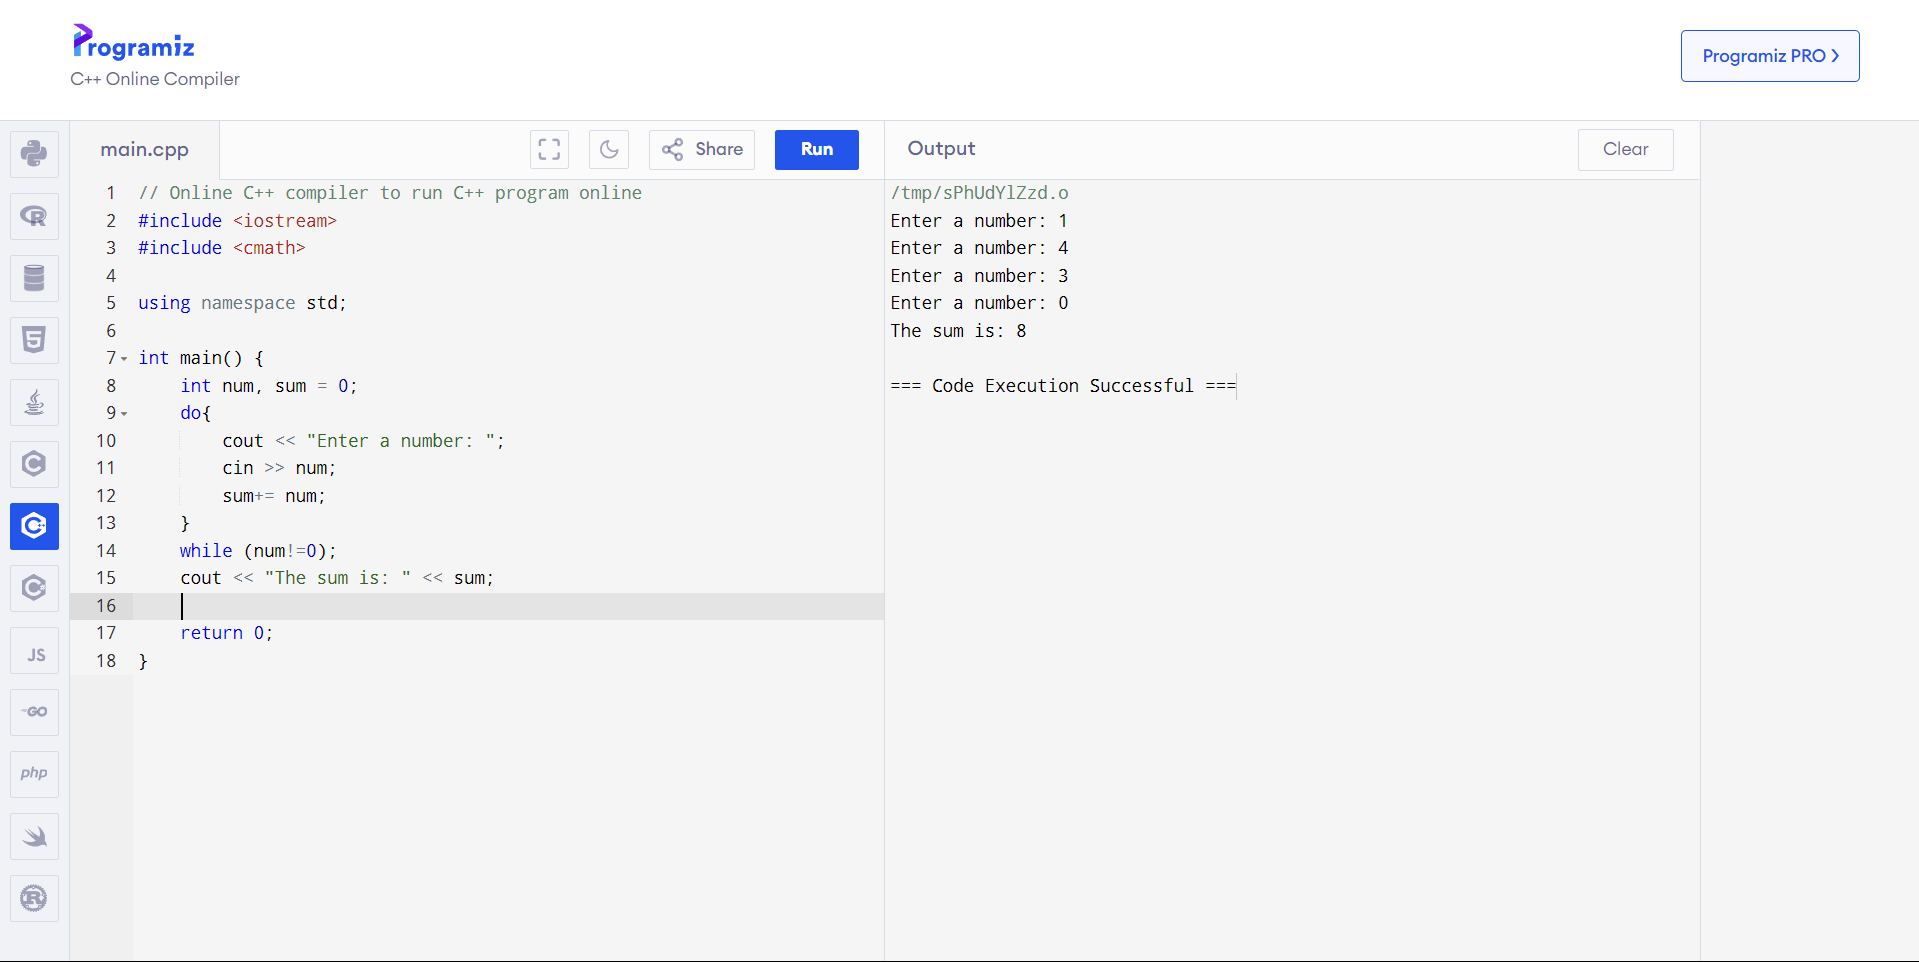 Programiz
C++ Online Compiler
Programiz PRO
main.cpp
Share
Run
Output
Clear
1 // Online C++ compiler to run C++ program online
2 #include <iostream>
3 #include <cmath>
4
5 using namespace std;
6
7 int main() {
8     int num, sum = 0;
9     do{
10         cout << "Enter a number: ";
11         cin >> num;
12         sum+= num;
13     }
14     while (num!=0);
15     cout << "The sum is: " << sum;
16
17     return 0;
18 }
/tmp/sPhUdYlZzd.o
Enter a number: 1
Enter a number: 4
Enter a number: 3
Enter a number: 0
The sum is: 8
=== Code Execution Successful ===
R
5
C
C++
C
JS
GO
php
R